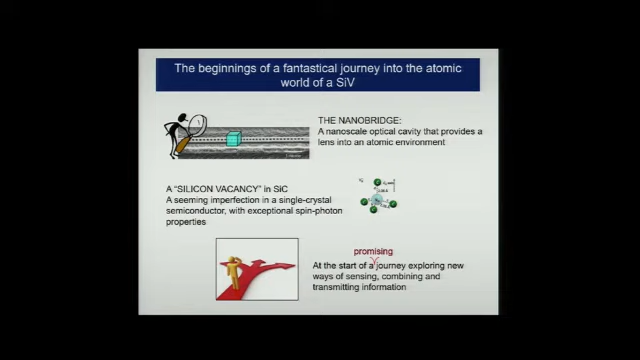 The beginnings of a fantastical journey into the atomic
world of a SiV
THE NANOBRIDGE:
A nanoscale optical cavity that provides a
lens into an atomic environment
A "SILICON VACANCY" in SiC
A seeming imperfection in a single-crystal
semiconductor, with exceptional spin-photon
properties
promising
At the start of a journey exploring new
ways of sensing, combining and
transmitting information